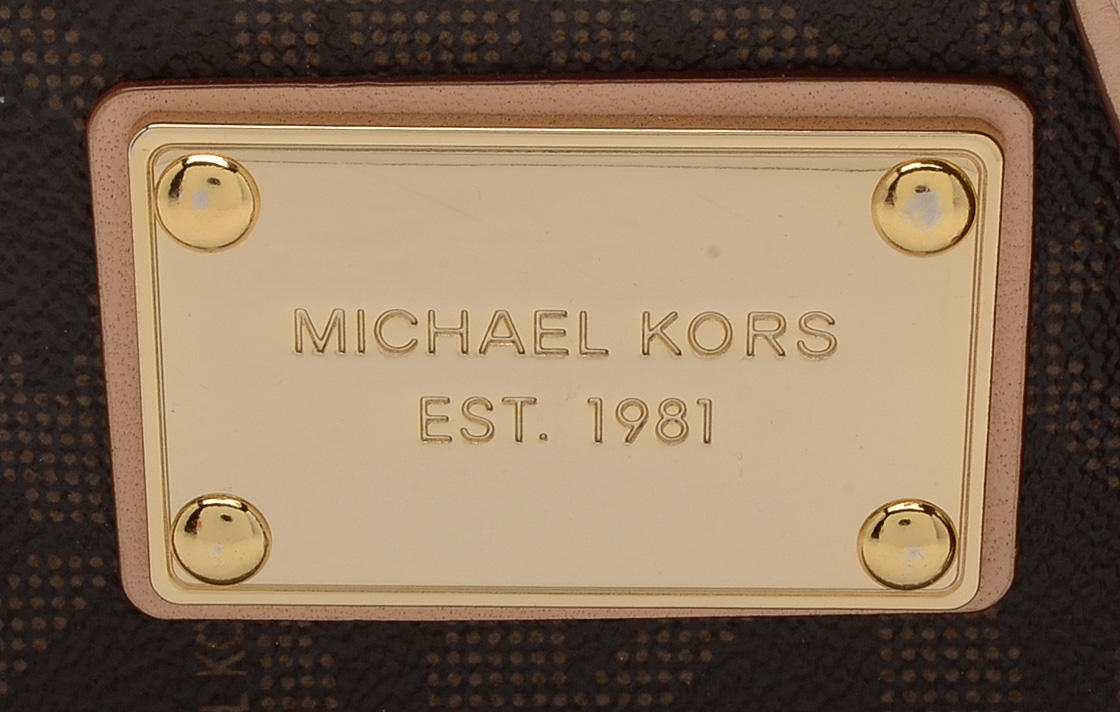 MICHAEL KORS
EST. 1981